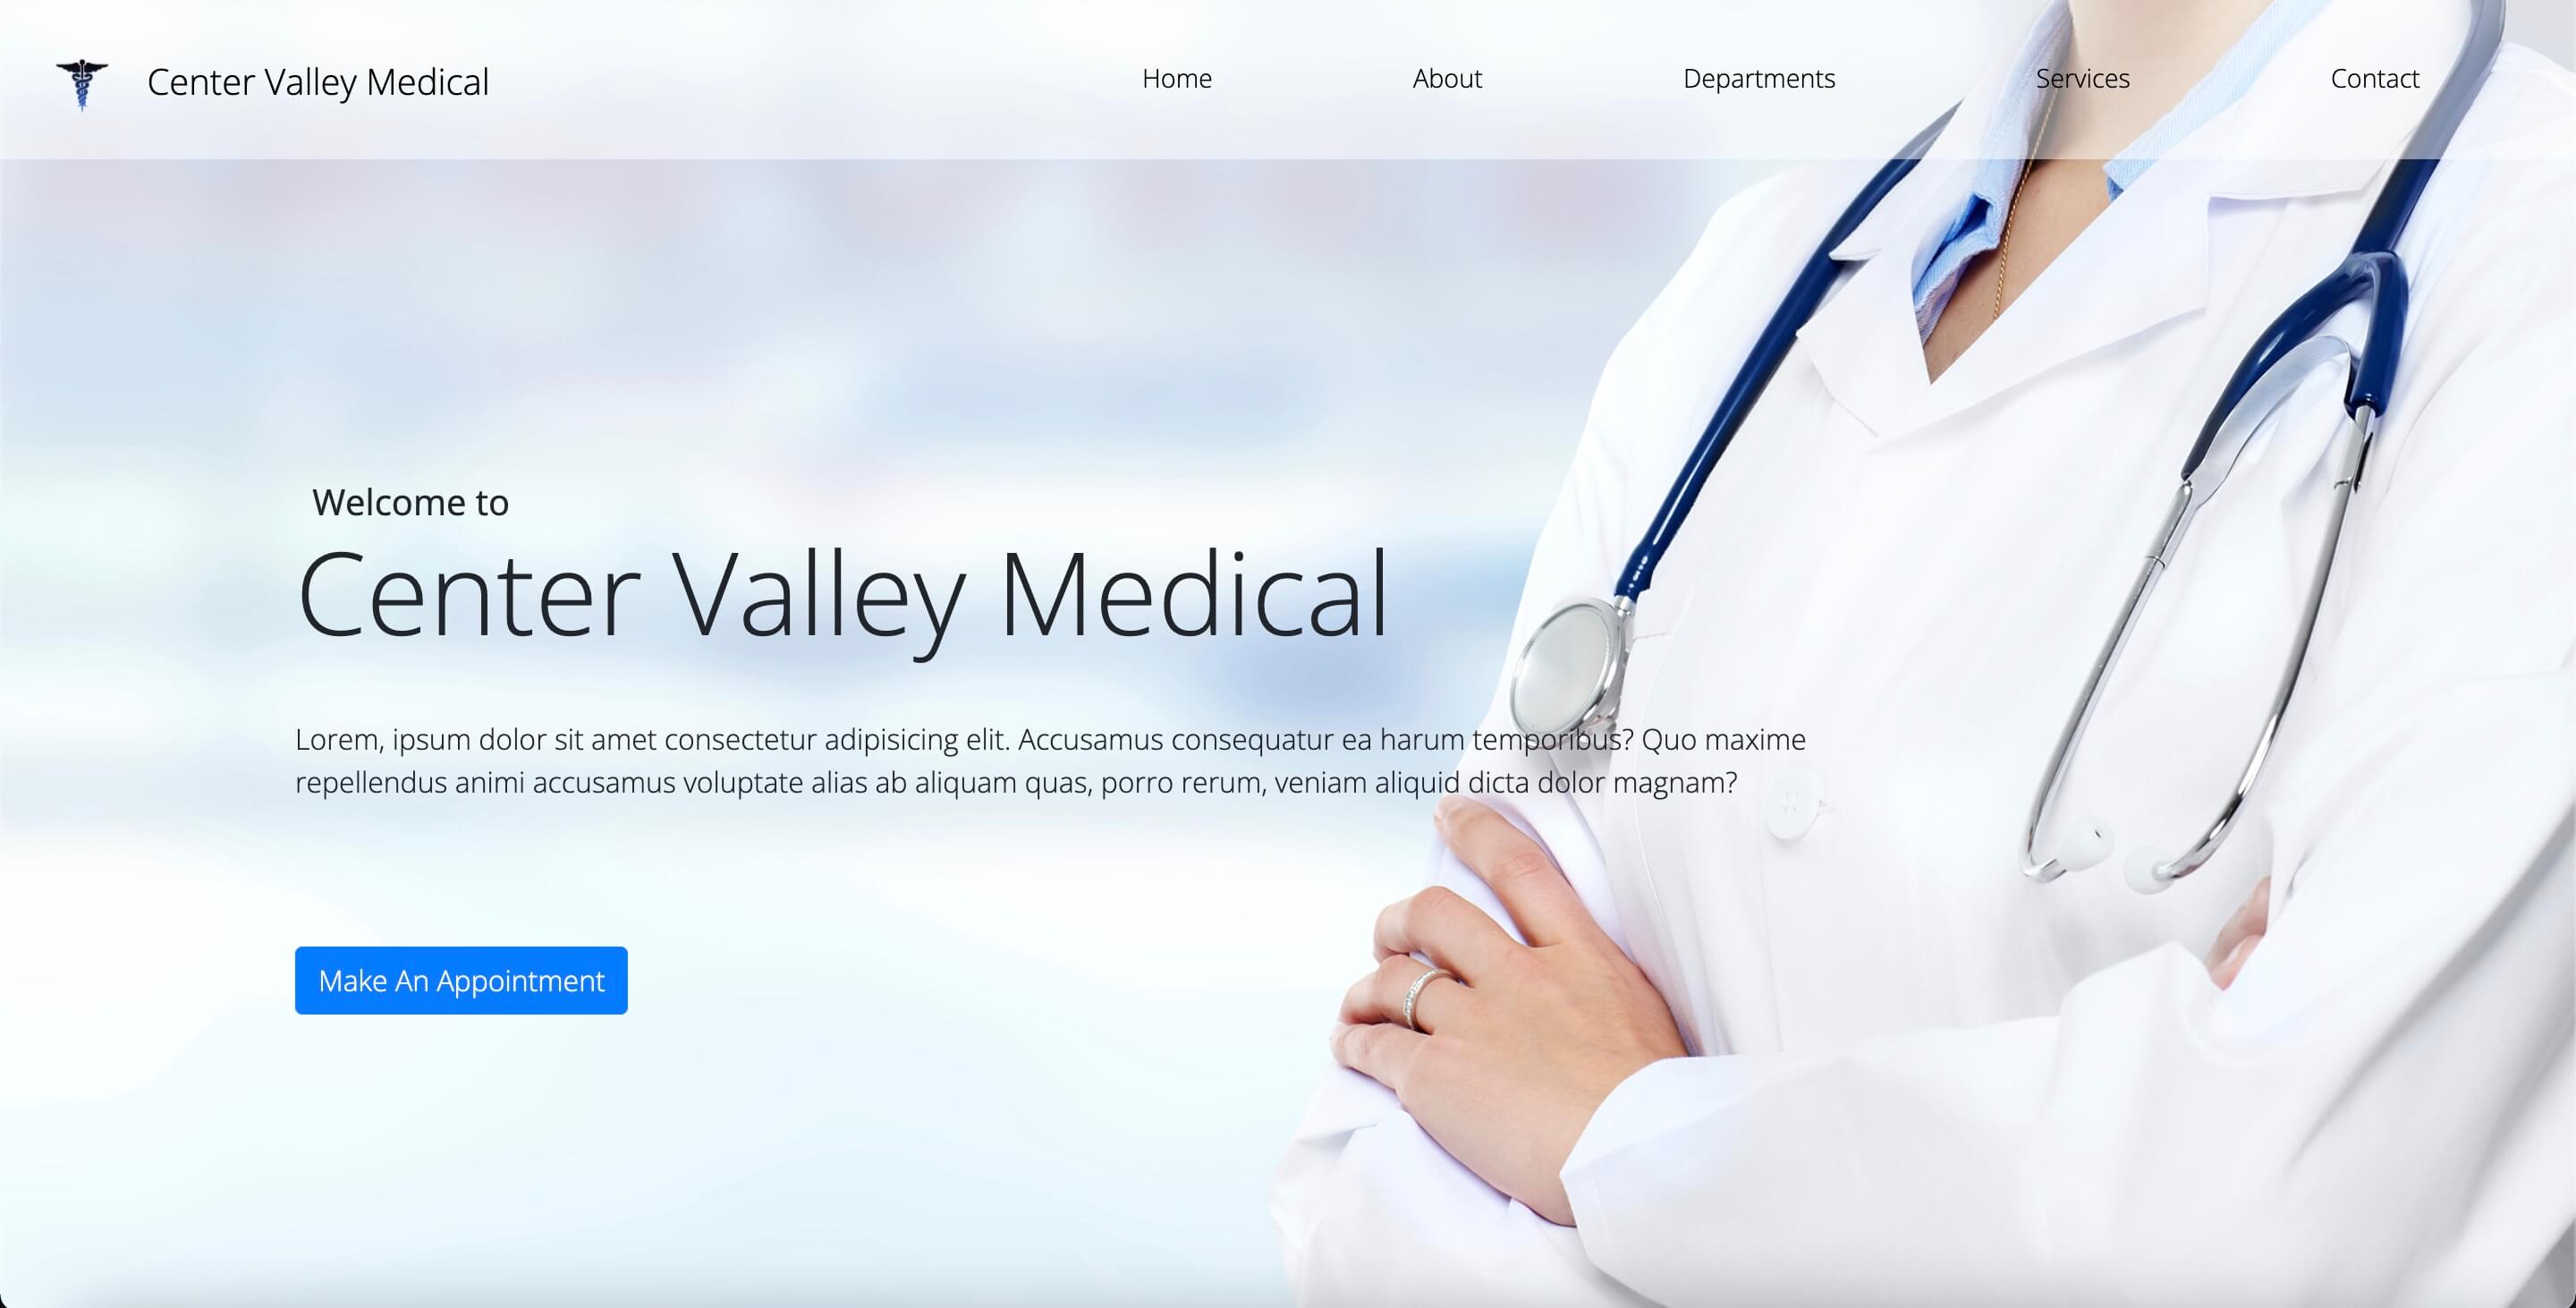 Center Valley Medical
Home
About
Departments
Services
Contact
Welcome to
Center Valley Medical
Lorem, ipsum dolor sit amet consectetur adipisicing elit. Accusamus consequatur ea harum temporibus? Quo maxime
repellendus animi accusamus voluptate alias ab aliquam quas, porro rerum, veniam aliquid dicta dolor magnam?
Make An Appointment